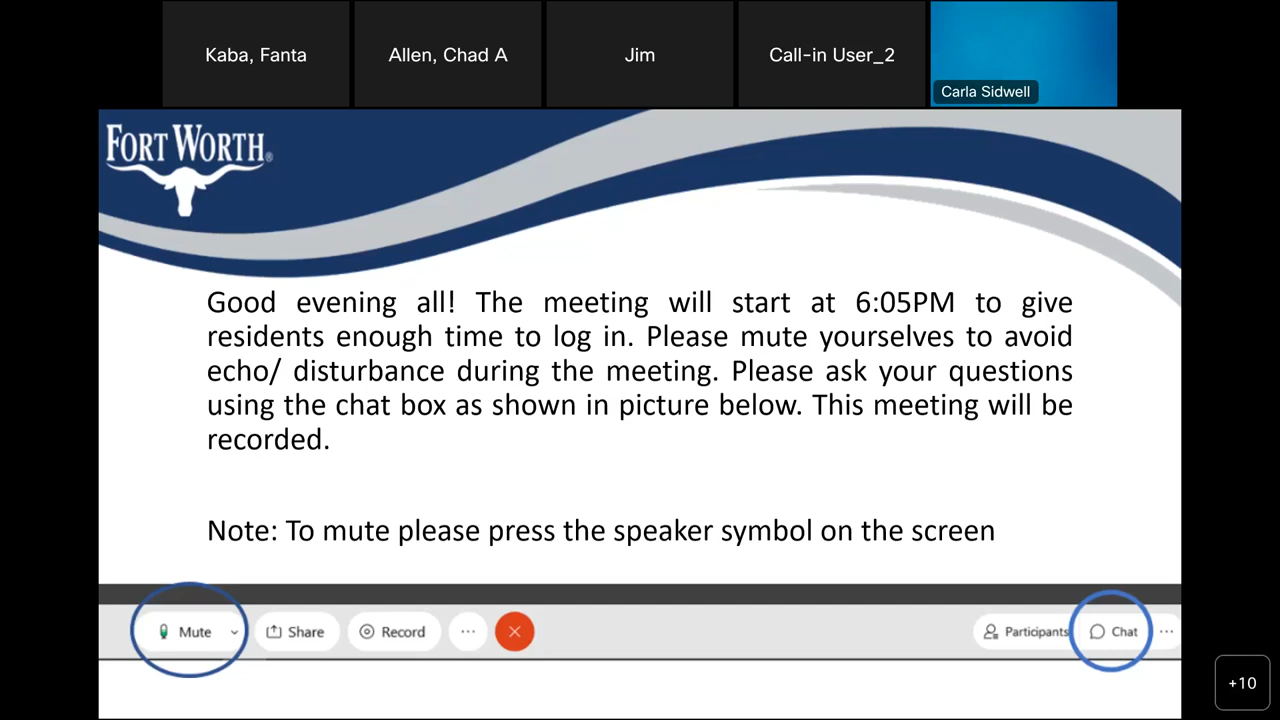 Kaba, Fanta
Allen, Chad A
Jim
Call-in User_2
Carla Sidwell
FORT WORTH®
Good evening all! The meeting will start at 6:05PM to give
residents enough time to log in. Please mute yourselves to avoid
echo/ disturbance during the meeting. Please ask your questions
using the chat box as shown in picture below. This meeting will be
recorded.
Note: To mute please press the speaker symbol on the screen
Mute
Share
Record
Participants
Chat
+10